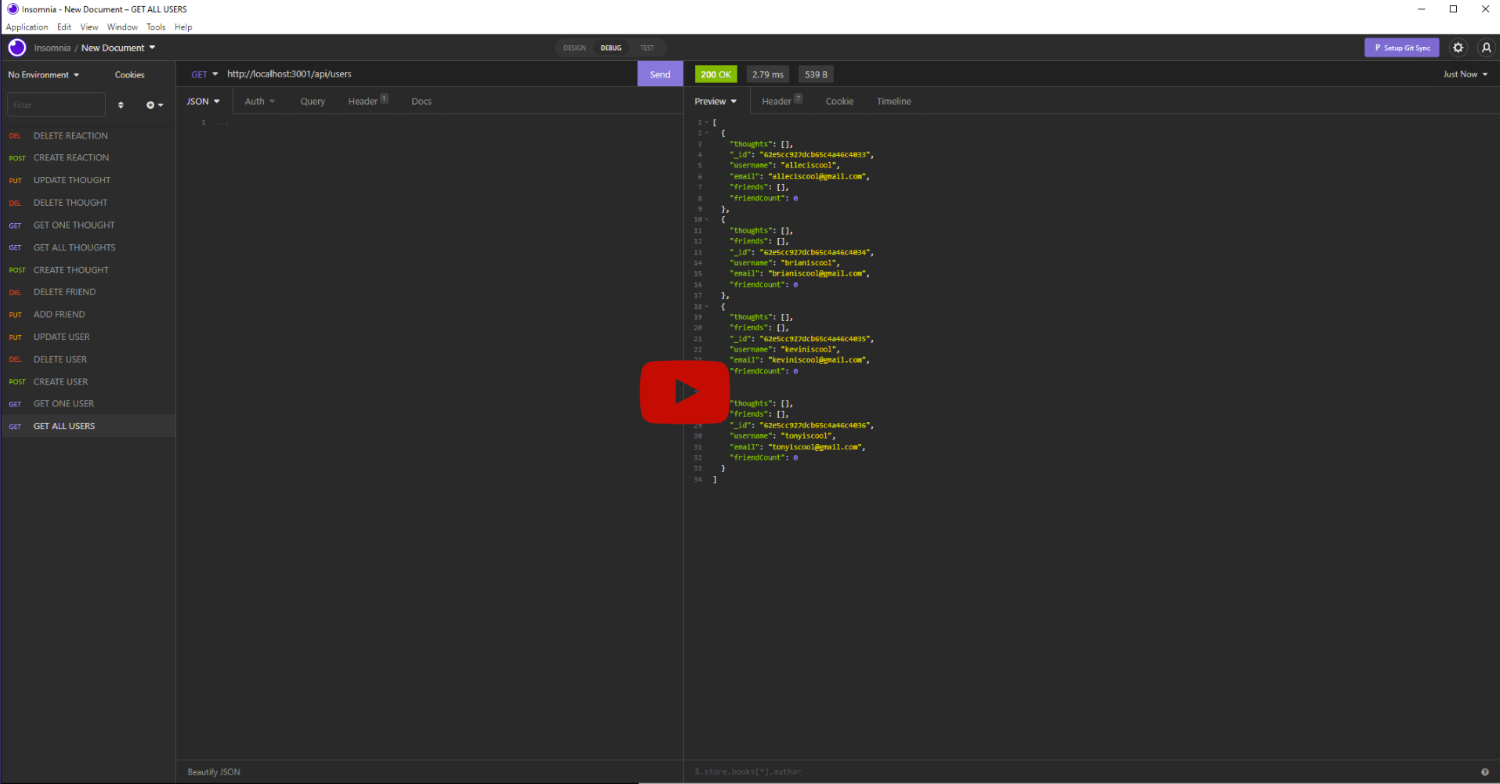 Insomnia - New Document – GET ALL USERS
Application Edit View Window Tools Help
Insomnia / New Document
DESIGN DEBUG TEST
Setup Git Sync
No Environment Cookies
GET http://localhost:3001/api/users Send
200 OK 2.79 ms 539 B Just Now
Filter
JSON Auth Query Header 1 Docs
Preview Header 7 Cookie Timeline
DEL DELETE REACTION
POST CREATE REACTION
PUT UPDATE THOUGHT
DEL DELETE THOUGHT
GET GET ONE THOUGHT
GET GET ALL THOUGHTS
POST CREATE THOUGHT
DEL DELETE FRIEND
PUT ADD FRIEND
PUT UPDATE USER
DEL DELETE USER
POST CREATE USER
GET GET ONE USER
GET GET ALL USERS
1 ...
1 [
2 {
3 "thoughts": [],
4 "_id": "62e5cc927dcb65c4a46c4033",
5 "username": "alleciscool",
6 "email": "alleciscool@gmail.com",
7 "friends": [],
8 "friendCount": 0
9 },
10 {
11 "thoughts": [],
12 "friends": [],
13 "_id": "62e5cc927dcb65c4a46c4034",
14 "username": "brianiscool",
15 "email": "brianiscool@gmail.com",
16 "friendCount": 0
17 },
18 {
19 "thoughts": [],
20 "friends": [],
21 "_id": "62e5cc927dcb65c4a46c4035",
22 "username": "keviniscool",
23 "email": "keviniscool@gmail.com",
"friendCount": 0
"thoughts": [],
"friends": [],
29 "_id": "62e5cc927dcb65c4a46c4036",
30 "username": "tonyiscool",
31 "email": "tonyiscool@gmail.com",
32 "friendCount": 0
33 }
34 ]
Beautify JSON
$.store.books[*].author